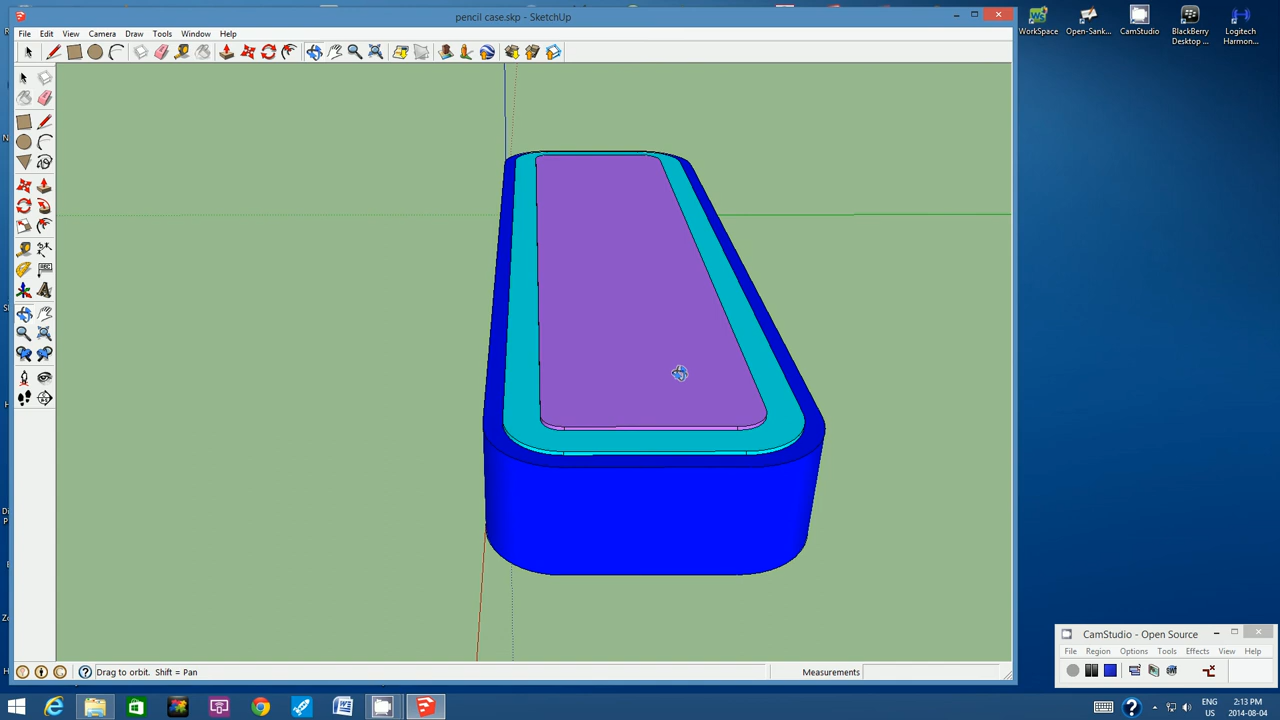 pencil case.skp - SketchUp
File Edit View Camera Draw Tools Window Help
WorkSpace
Open-Sank...
CamStudio
BlackBerry Desktop ...
Logitech Harmon...
ABC
CamStudio - Open Source
File Region Options Tools Effects View Help
Drag to orbit. Shift = Pan
Measurements
ENG
US
2:13 PM
2014-08-04